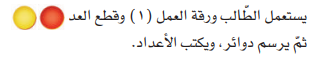 يستعمل الطّالب ورقة العمل (١) وقطع العد
ثمّ يرسم دوائر، ويكتب الأعداد.